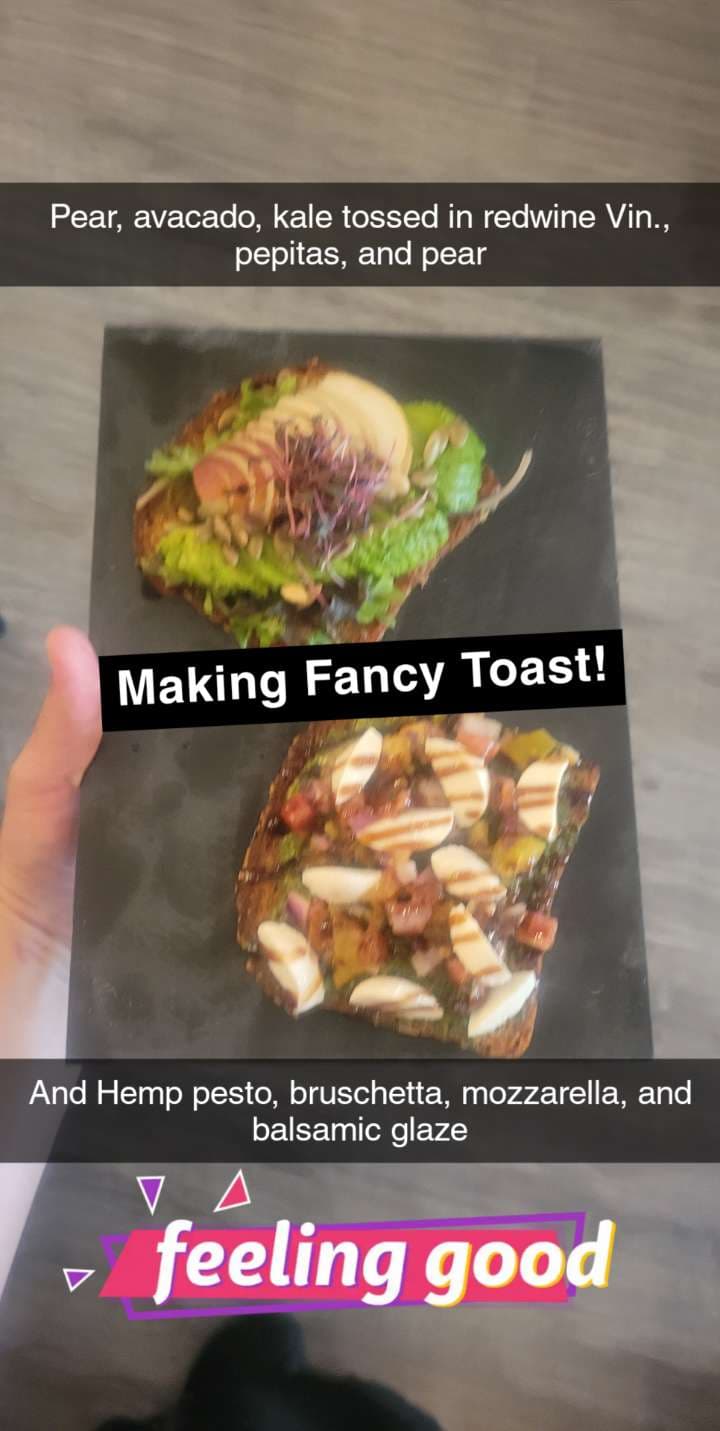 Pear, avacado, kale tossed in redwine Vin.,
pepitas, and pear
Making Fancy Toast!
And Hemp pesto, bruschetta, mozzarella, and
balsamic glaze
feeling good